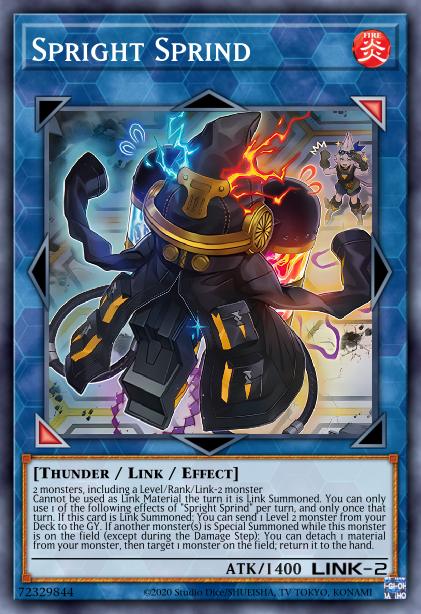 Spright Sprind
FIRE
炎
[Thunder / Link / Effect]
2 monsters, including a Level/Rank/Link-2 monster
Cannot be used as Link Material the turn it is Link Summoned. You can only
use 1 of the following effects of "Spright Sprind" per turn, and only once that
turn. If this card is Link Summoned: You can send 1 Level 2 monster from your
Deck to the GY. If another monster(s) is Special Summoned while this monster
is on the field (except during the Damage Step): You can detach 1 material
from your monster, then target 1 monster on the field; return it to the hand.
ATK/1400 LINK-2
72329844 ©2020 Studio Dice/SHUEISHA, TV TOKYO, KONAMI